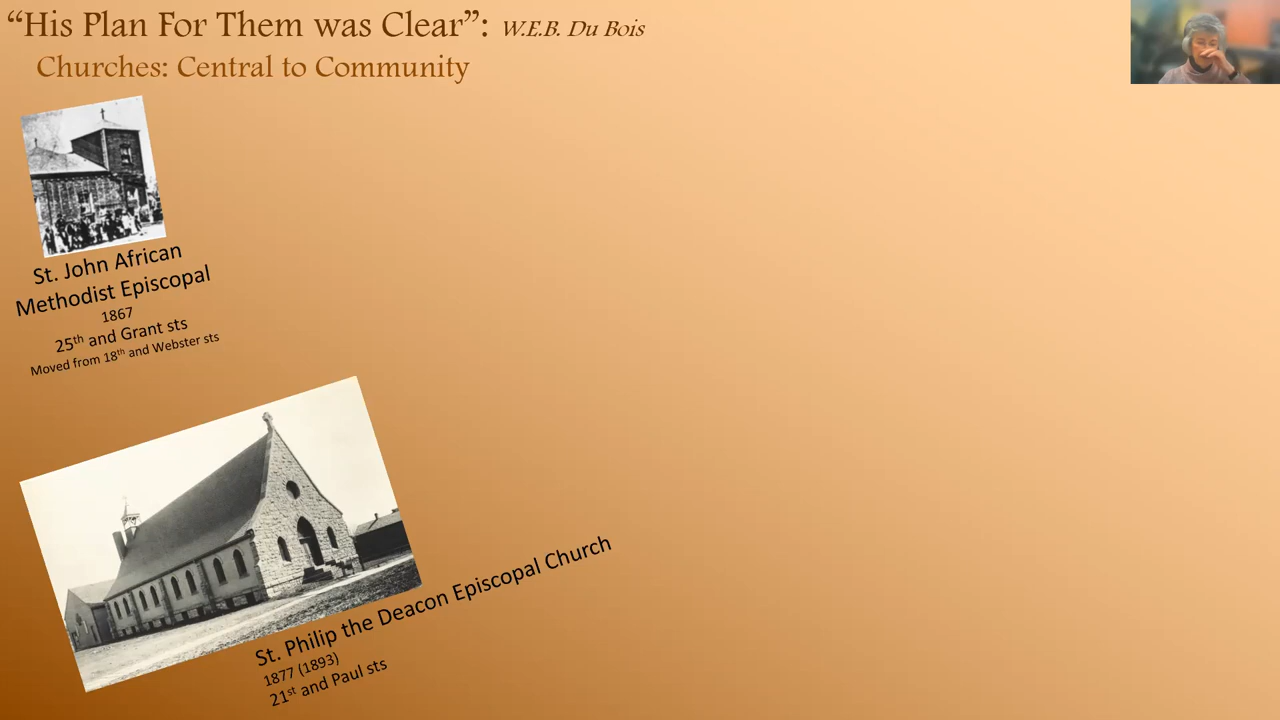 “His Plan For Them was Clear”: W.E.B. Du Bois
Churches: Central to Community
St. John African
Methodist Episcopal
1867
25th and Grant sts
Moved from 18th and Webster sts
St. Philip the Deacon Episcopal Church
1877 (1893)
21st and Paul sts